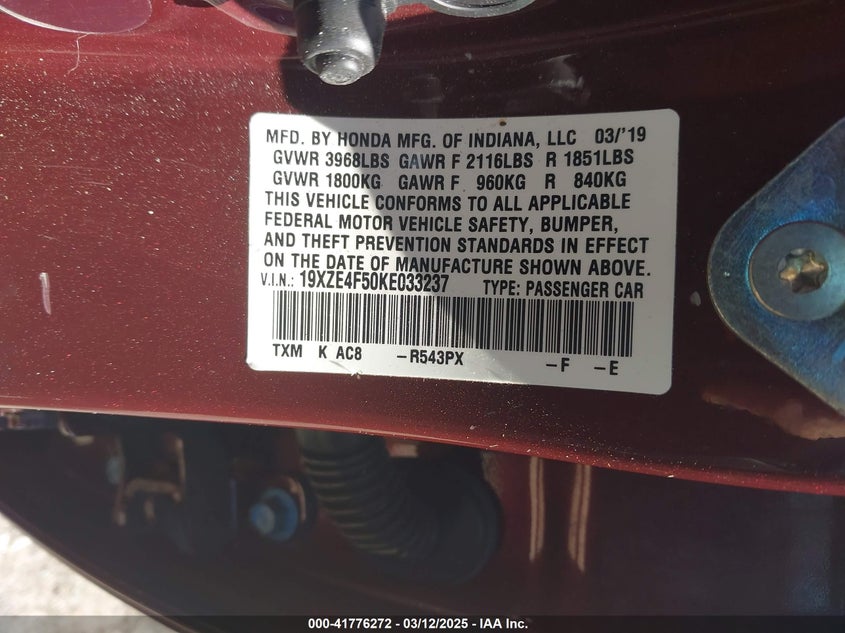 MFD. BY HONDA MFG. OF INDIANA, LLC 03/'19
GVWR 3968LBS GAWR F 2116LBS R 1851LBS
GVWR 1800KG GAWR F 960KG R 840KG
THIS VEHICLE CONFORMS TO ALL APPLICABLE
FEDERAL MOTOR VEHICLE SAFETY, BUMPER,
AND THEFT PREVENTION STANDARDS IN EFFECT
ON THE DATE OF MANUFACTURE SHOWN ABOVE.
V.I.N.: 19XZE4F50KE033237 TYPE: PASSENGER CAR
TXM K AC8 -R543PX -F -E
000-41776272 - 03/12/2025 - IAA Inc.